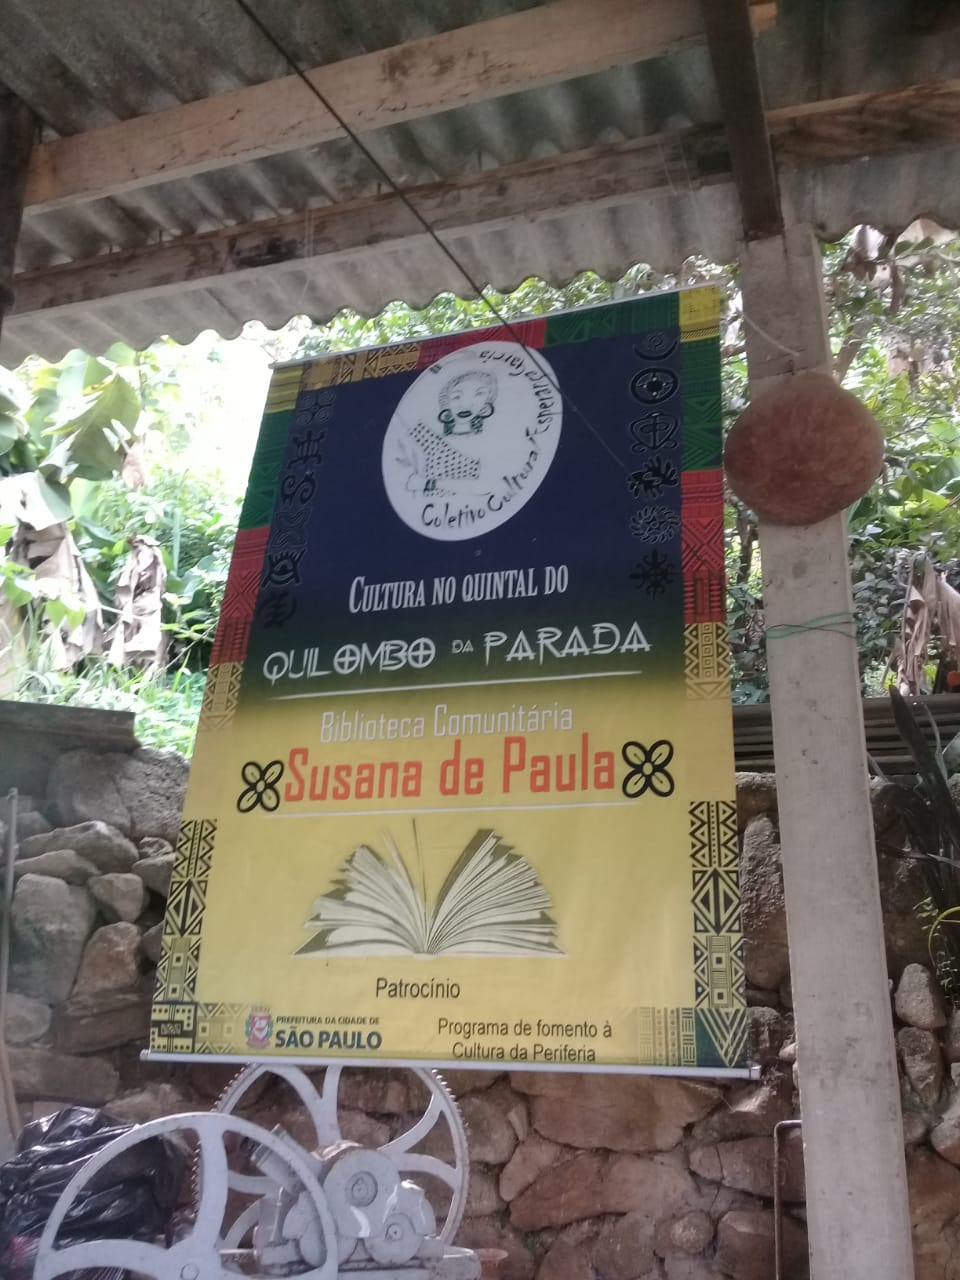 Coletivo Cultural Esperança Garcia
CULTURA NO QUINTAL DO
QUILOMBO DA PARADA
Biblioteca Comunitária
Susana de Paula
Patrocínio
PREFEITURA DA CIDADE DE
SÃO PAULO
Programa de fomento à
Cultura da Periferia